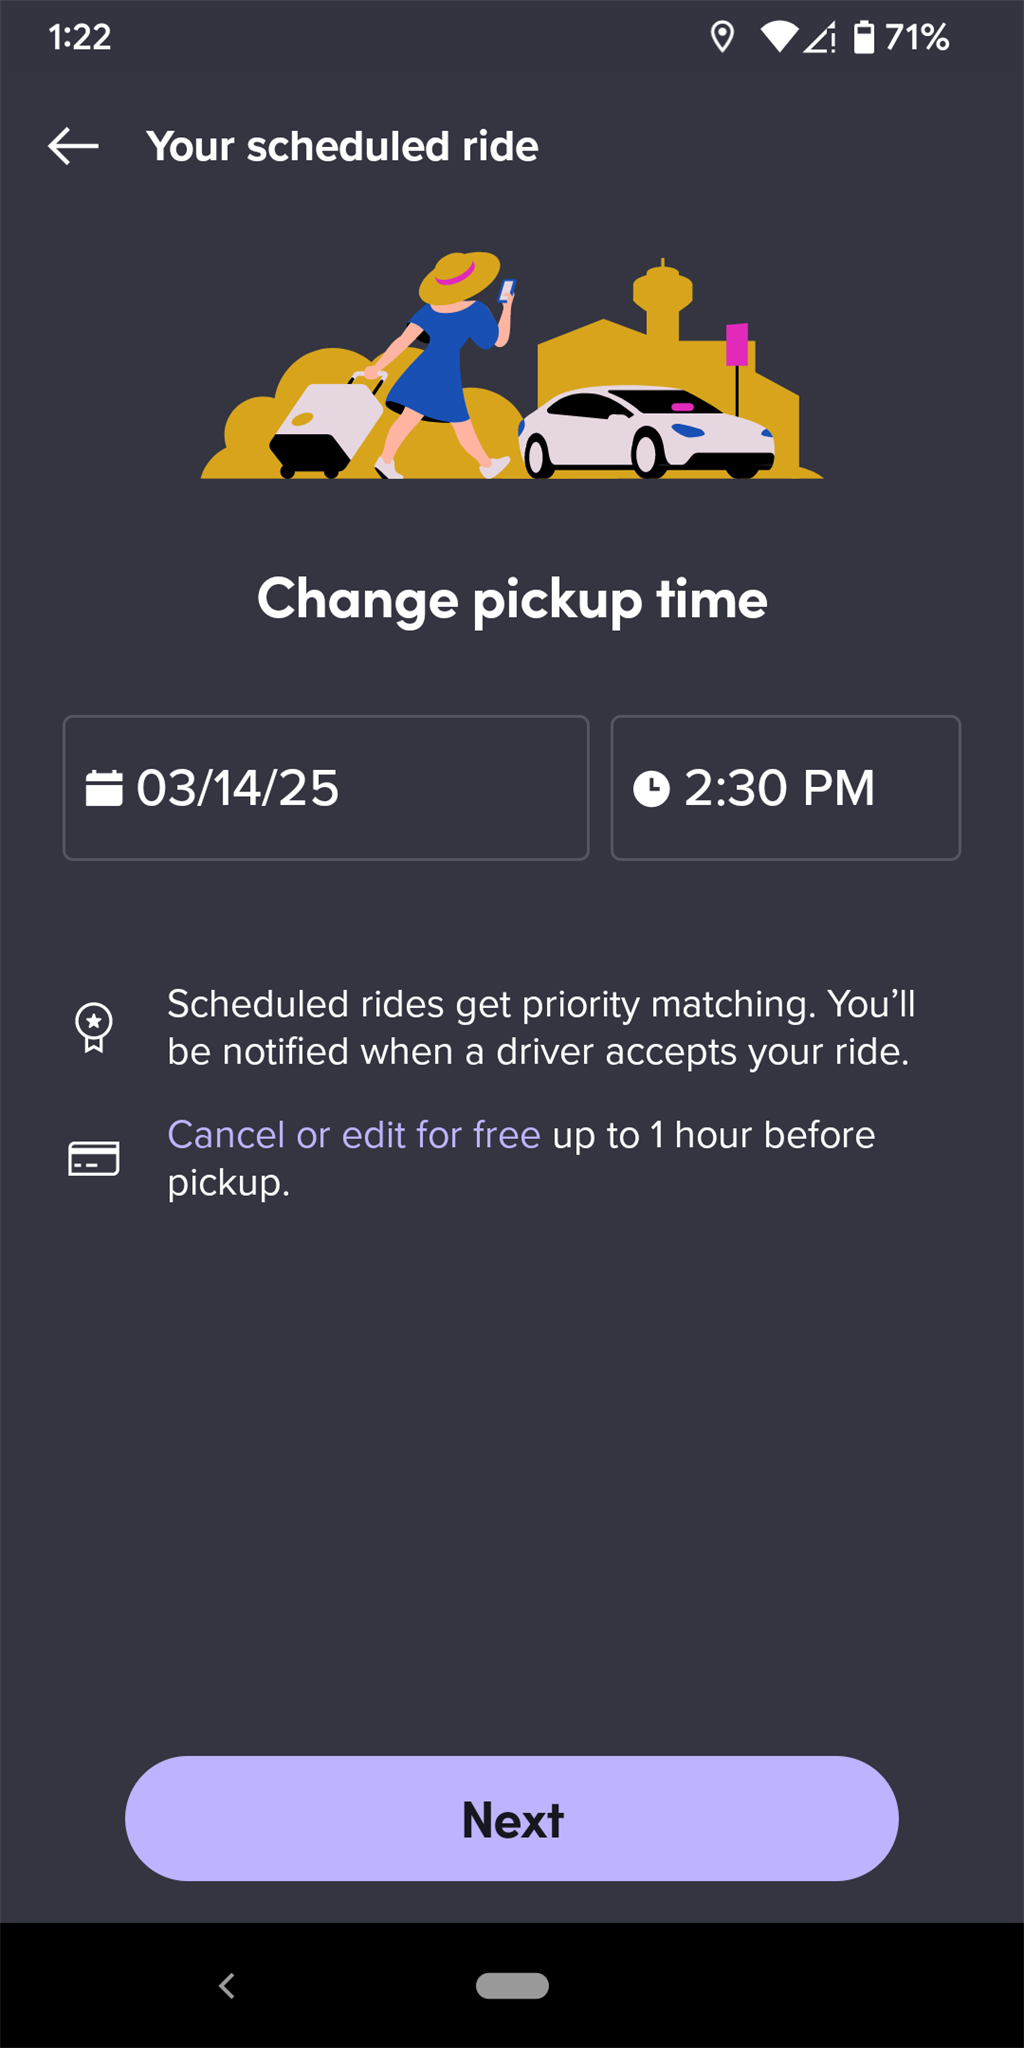 1:22
71%
Your scheduled ride
Change pickup time
03/14/25
2:30 PM
Scheduled rides get priority matching. You’ll
be notified when a driver accepts your ride.
Cancel or edit for free up to 1 hour before
pickup.
Next